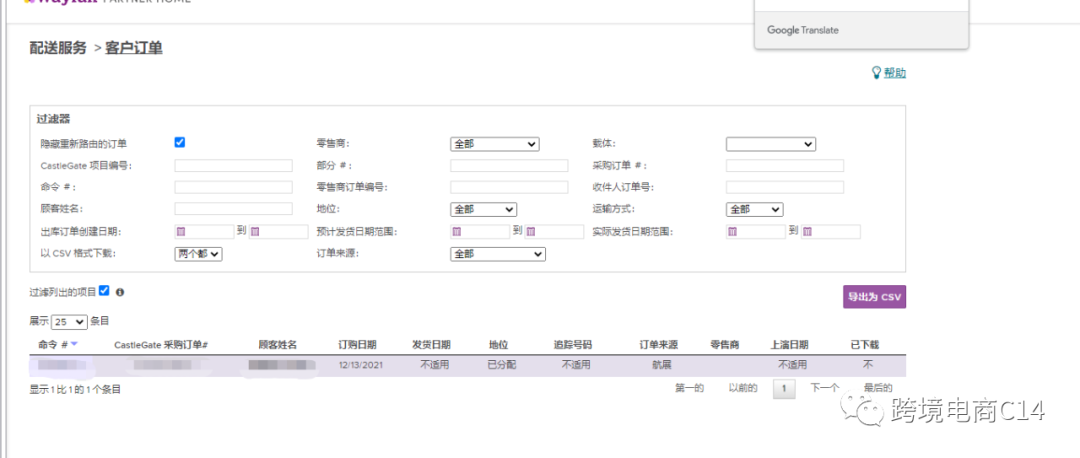 wayfair PARTNER HOME
Google Translate
配送服务 > 客户订单
帮助
过滤器
隐藏重新路由的订单 零售商: 全部 载体:
CastleGate 项目编号: 部分 #: 采购订单 #:
命令 #: 零售商订单编号: 收件人订单号:
顾客姓名: 地位: 全部 运输方式: 全部
出库订单创建日期: 到 预计发货日期范围: 到 实际发货日期范围: 到
以 CSV 格式下载: 两个都 订单来源: 全部
过滤列出的项目
导出为 CSV
展示 25 条目
命令 # CastleGate 采购订单# 顾客姓名 订购日期 发货日期 地位 追踪号码 订单来源 零售商 上演日期 已下载
12/13/2021 不适用 已分配 不适用 航展 不适用 不
显示 1 比 1 的 1 个条目
第一的 以前的 1 下一个 最后的
跨境电商C14